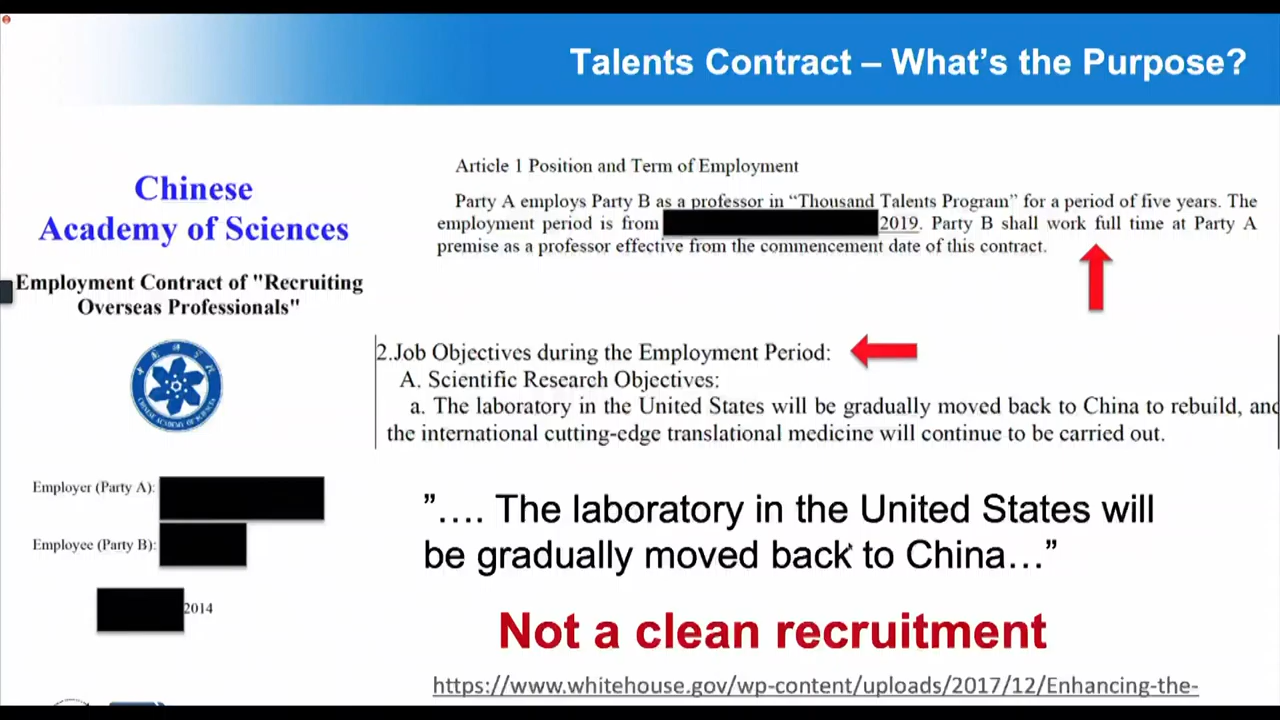 Talents Contract – What's the Purpose?
Chinese
Academy of Sciences
Employment Contract of "Recruiting
Overseas Professionals"
CHINESE ACADEMY OF SCIENCES
Employer (Party A):
Employee (Party B):
2014
Article 1 Position and Term of Employment
Party A employs Party B as a professor in “Thousand Talents Program” for a period of five years. The
employment period is from 2019. Party B shall work full time at Party A
premise as a professor effective from the commencement date of this contract.
2.Job Objectives during the Employment Period:
A. Scientific Research Objectives:
a. The laboratory in the United States will be gradually moved back to China to rebuild, and
the international cutting-edge translational medicine will continue to be carried out.
”…. The laboratory in the United States will
be gradually moved back to China…”
Not a clean recruitment
https://www.whitehouse.gov/wp-content/uploads/2017/12/Enhancing-the-